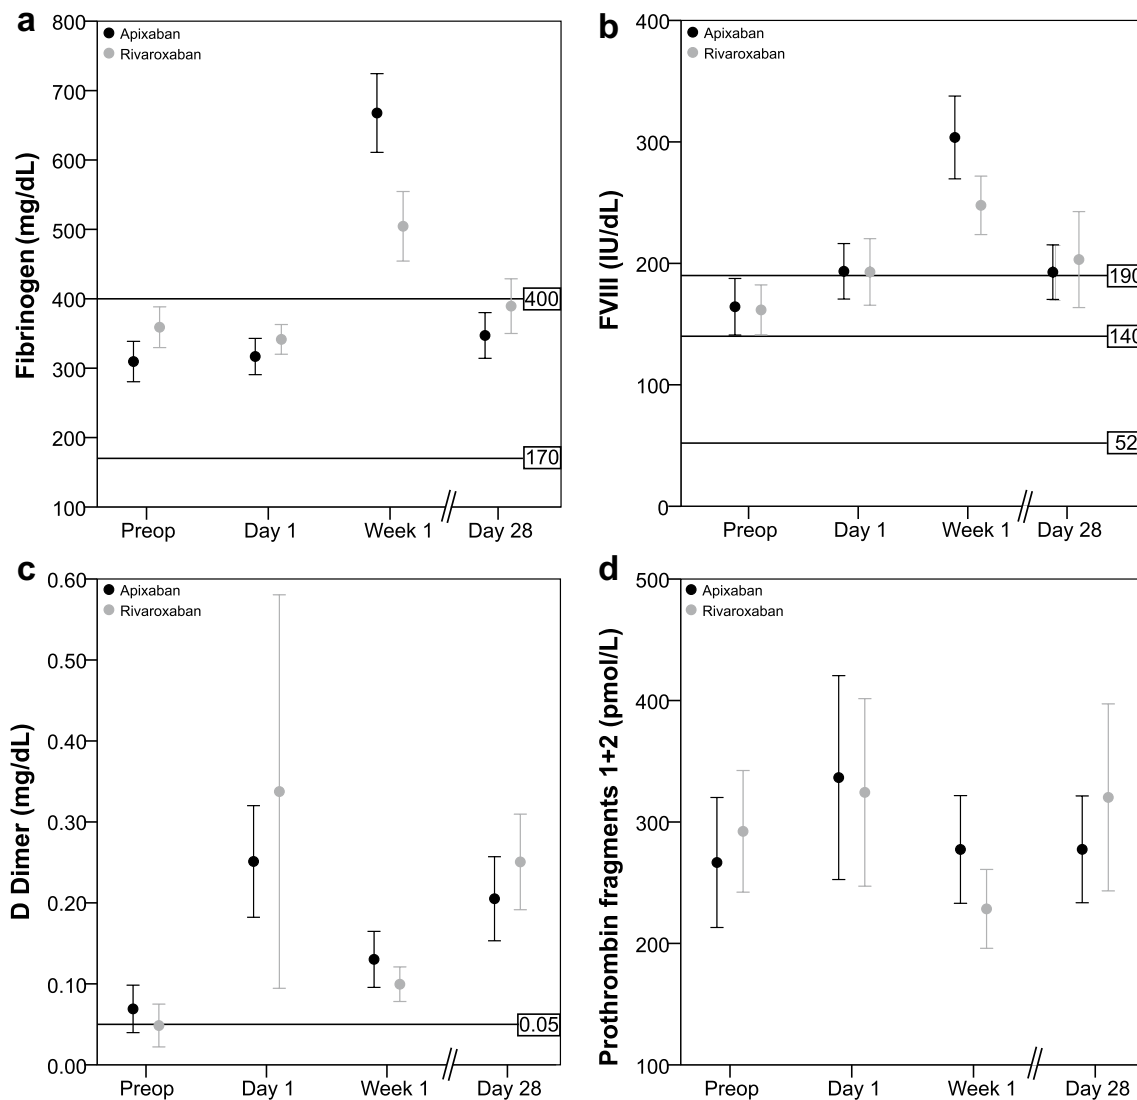 a
Fibrinogen (mg/dL)
800
700
600
500
400
300
200
100
Apixaban
Rivaroxaban
400
170
Preop Day 1 Week 1 Day 28
b
FVIII (IU/dL)
400
300
200
100
0
Apixaban
Rivaroxaban
190
140
52
Preop Day 1 Week 1 Day 28
c
D Dimer (mg/dL)
0.60
0.50
0.40
0.30
0.20
0.10
0.00
Apixaban
Rivaroxaban
0.05
Preop Day 1 Week 1 Day 28
d
Prothrombin fragments 1+2 (pmol/L)
500
400
300
200
100
Apixaban
Rivaroxaban
Preop Day 1 Week 1 Day 28